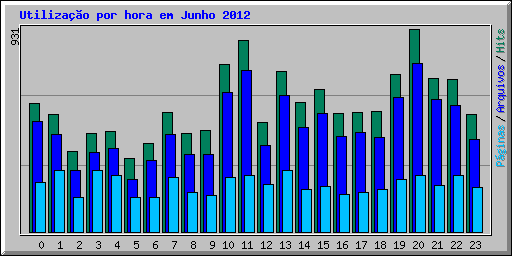 Utilização por hora em Junho 2012
931
Páginas / Arquivos / Hits
0 1 2 3 4 5 6 7 8 9 10 11 12 13 14 15 16 17 18 19 20 21 22 23